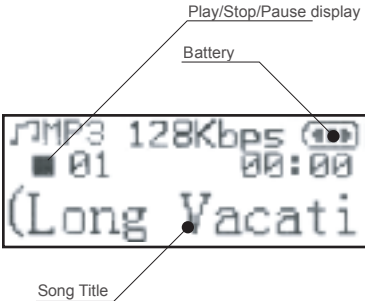 Play/Stop/Pause display
Battery
MP3 128Kbps
01 00:00
(Long Vacati
Song Title